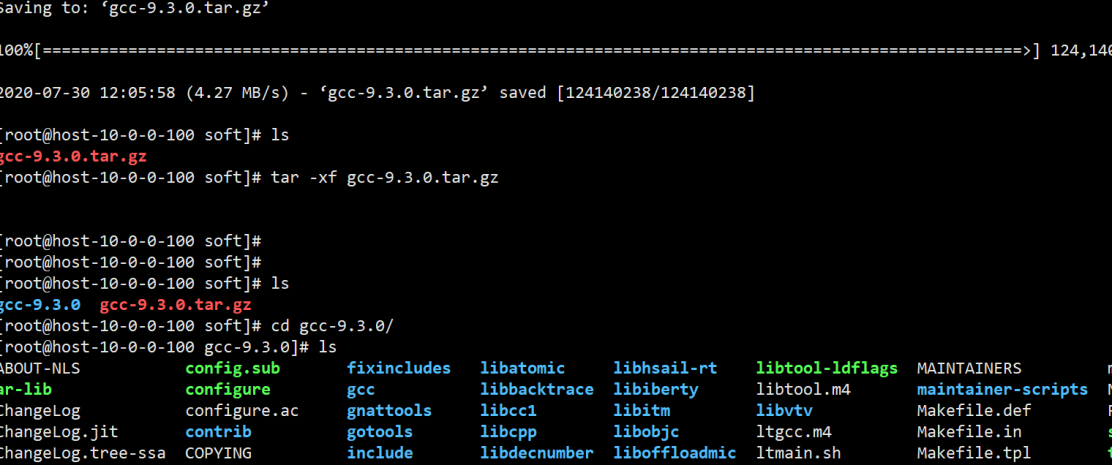 Saving to: ‘gcc-9.3.0.tar.gz’
100%[======================================================================================================>] 124,140
2020-07-30 12:05:58 (4.27 MB/s) - ‘gcc-9.3.0.tar.gz’ saved [124140238/124140238]
[root@host-10-0-0-100 soft]# ls
gcc-9.3.0.tar.gz
[root@host-10-0-0-100 soft]# tar -xf gcc-9.3.0.tar.gz
[root@host-10-0-0-100 soft]#
[root@host-10-0-0-100 soft]#
[root@host-10-0-0-100 soft]# ls
gcc-9.3.0  gcc-9.3.0.tar.gz
[root@host-10-0-0-100 soft]# cd gcc-9.3.0/
[root@host-10-0-0-100 gcc-9.3.0]# ls
ABOUT-NLS           config.sub       fixincludes   libatomic      libhsail-rt    libtool-ldflags  MAINTAINERS
ar-lib              configure        gcc           libbacktrace   libiberty      libtool.m4       maintainer-scripts
ChangeLog           configure.ac     gnattools     libcc1         libitm         libvtv           Makefile.def
ChangeLog.jit       contrib          gotools       libcpp         libobjc        ltgcc.m4         Makefile.in
ChangeLog.tree-ssa  COPYING          include       libdecnumber   liboffloadmic  ltmain.sh        Makefile.tpl